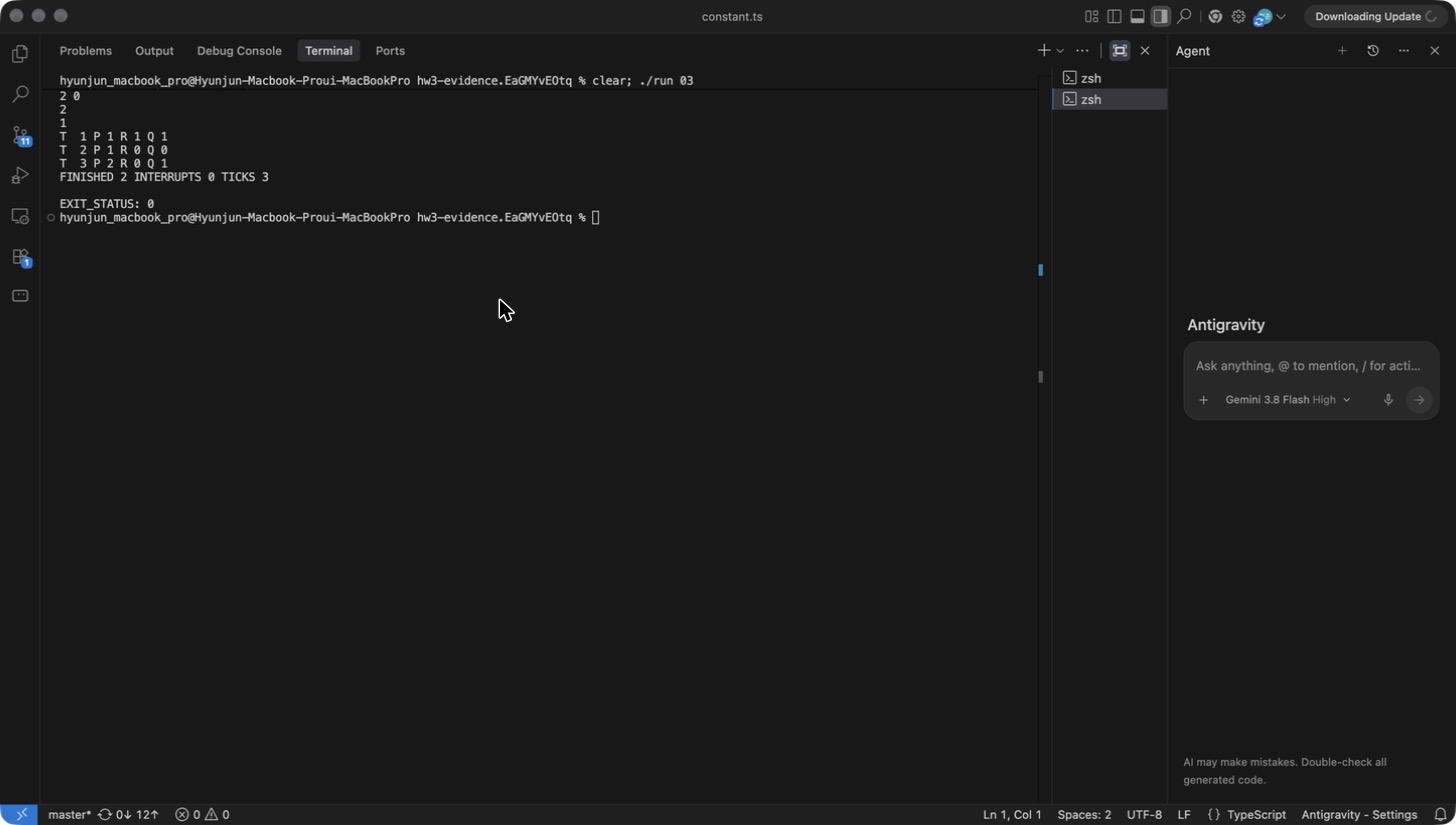 constant.ts
Downloading Update
Problems Output Debug Console Terminal Ports
hyunjun_macbook_pro@Hyunjun-Macbook-Proui-MacBookPro hw3-evidence.EaGMYvEOtq % clear; ./run 03
2 0
2
1
T  1 P 1 R 1 Q 1
T  2 P 1 R 0 Q 0
T  3 P 2 R 0 Q 1
FINISHED 2 INTERRUPTS 0 TICKS 3
EXIT_STATUS: 0
hyunjun_macbook_pro@Hyunjun-Macbook-Proui-MacBookPro hw3-evidence.EaGMYvEOtq %
11
1
zsh
zsh
Agent
Antigravity
Ask anything, @ to mention, / for acti...
Gemini 3.8 Flash High
AI may make mistakes. Double-check all
generated code.
master* 0↓ 12↑ 0 0
Ln 1, Col 1 Spaces: 2 UTF-8 LF {} TypeScript Antigravity - Settings